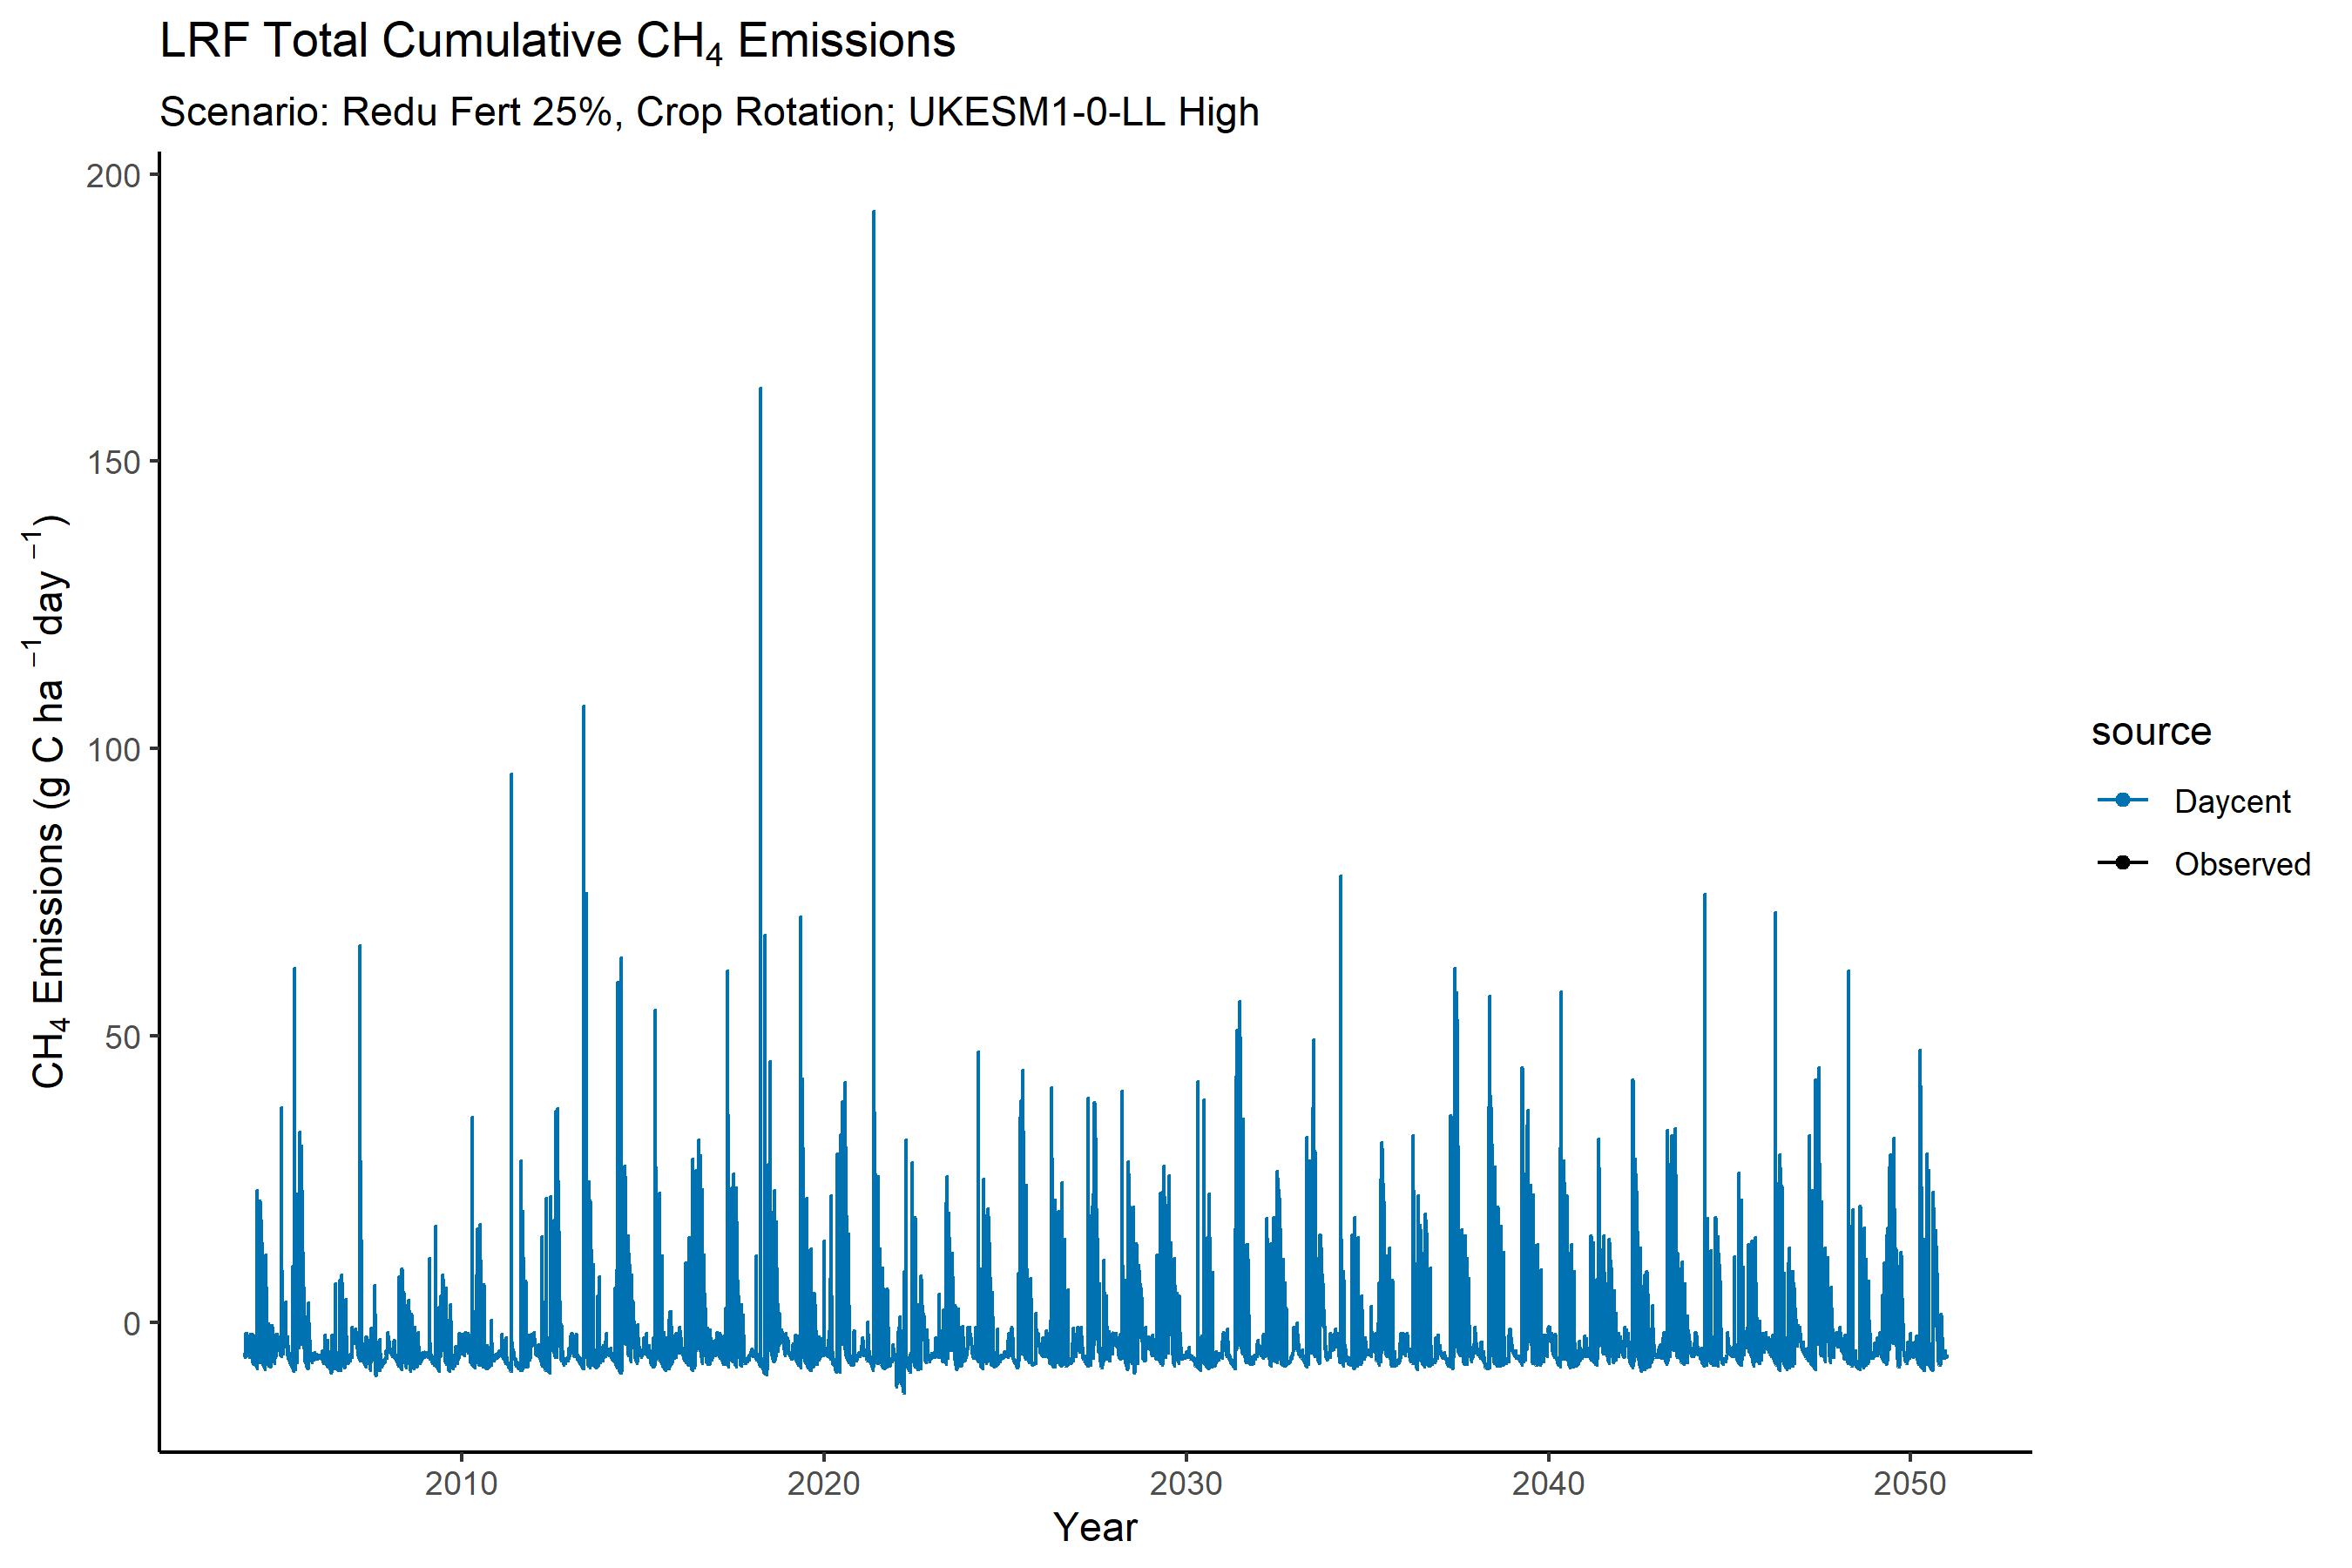 LRF Total Cumulative CH₄ Emissions
Scenario: Redu Fert 25%, Crop Rotation; UKESM1-0-LL High
200
150
100
50
0
CH₄ Emissions (g C ha ⁻¹day ⁻¹)
2010 2020 2030 2040 2050
Year
source
Daycent
Observed